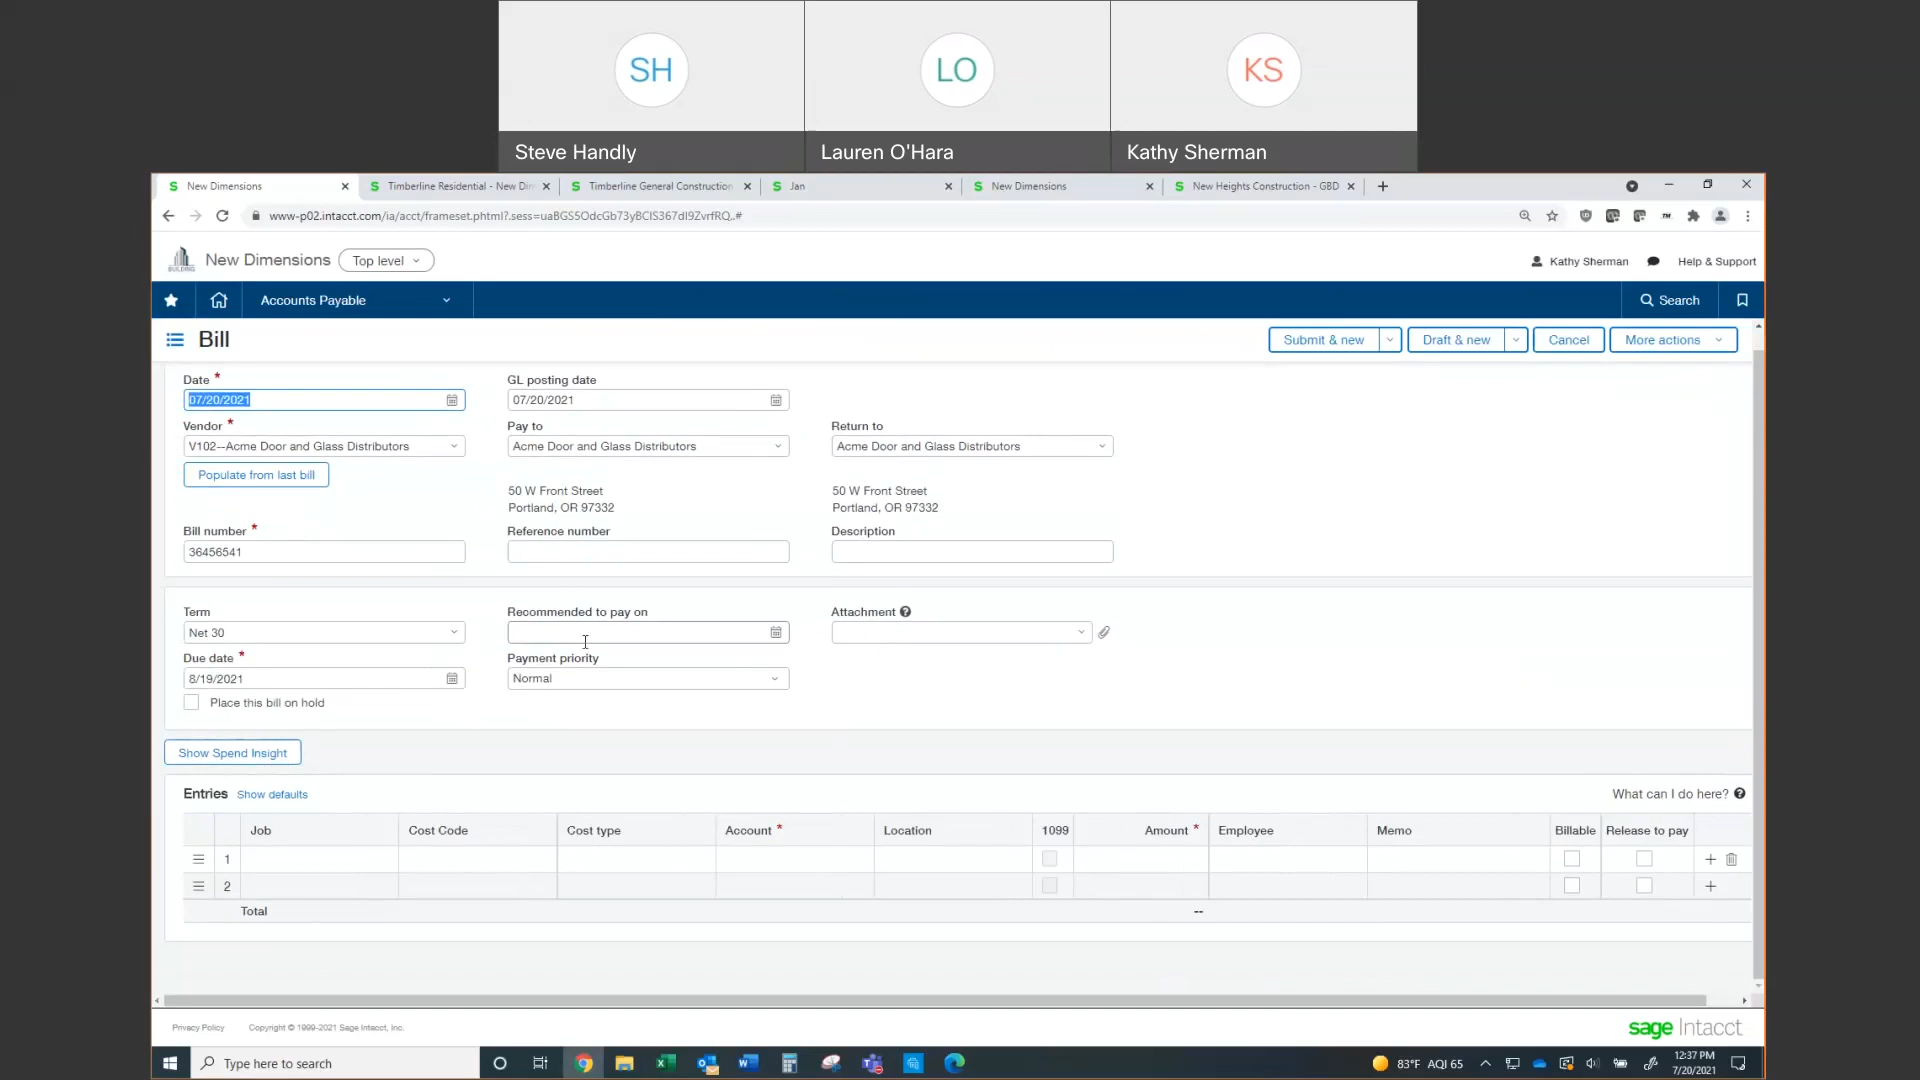 SH LO KS
Steve Handly Lauren O'Hara Kathy Sherman
S New Dimensions S Timberline Residential - New Din S Timberline General Construction S Jan S New Dimensions S New Heights Construction - GBD
www-p02.intacct.com/ia/acct/frameset.phtml?.sess=uaBGS5OdcGb73yBCIS367dI9ZvrfRQ..#
BUILDING New Dimensions Top level Kathy Sherman Help & Support
Accounts Payable Search
Bill Submit & new Draft & new Cancel More actions
Date * GL posting date
07/20/2021 07/20/2021
Vendor * Pay to Return to
V102--Acme Door and Glass Distributors Acme Door and Glass Distributors Acme Door and Glass Distributors
Populate from last bill
50 W Front Street 50 W Front Street
Portland, OR 97332 Portland, OR 97332
Bill number * Reference number Description
36456541
Term Recommended to pay on Attachment ?
Net 30
Due date * Payment priority
8/19/2021 Normal
Place this bill on hold
Show Spend Insight
Entries Show defaults What can I do here? ?
Job Cost Code Cost type Account * Location 1099 Amount * Employee Memo Billable Release to pay
1
2
Total --
Privacy Policy Copyright © 1999-2021 Sage Intacct, Inc. sage Intacct
Type here to search 83°F AQI 65 12:37 PM
7/20/2021